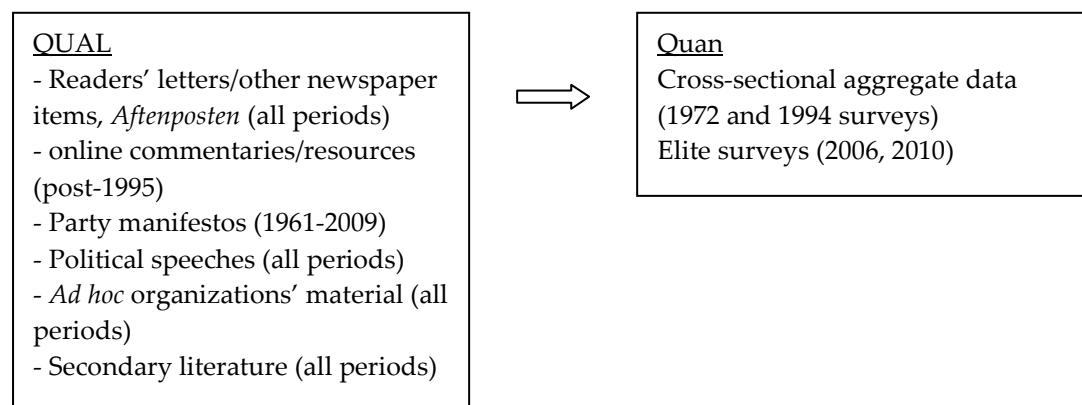 QUAL
- Readers’ letters/other newspaper
items, Aftenposten (all periods)
- online commentaries/resources
(post-1995)
- Party manifestos (1961-2009)
- Political speeches (all periods)
- Ad hoc organizations’ material (all
periods)
- Secondary literature (all periods)
Quan
Cross-sectional aggregate data
(1972 and 1994 surveys)
Elite surveys (2006, 2010)